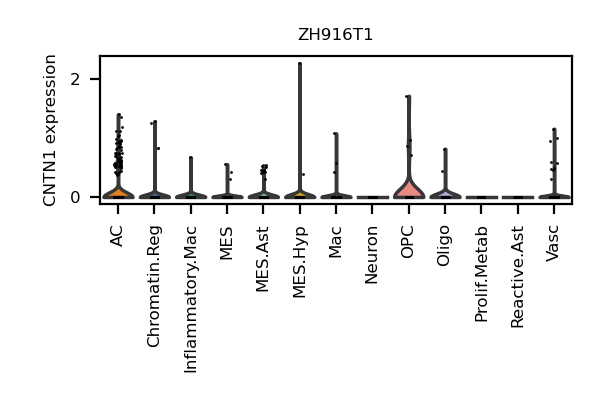 ZH916T1
CNTN1 expression
2
0
AC
Chromatin.Reg
Inflammatory.Mac
MES
MES.Ast
MES.Hyp
Mac
Neuron
OPC
Oligo
Prolif.Metab
Reactive.Ast
Vasc